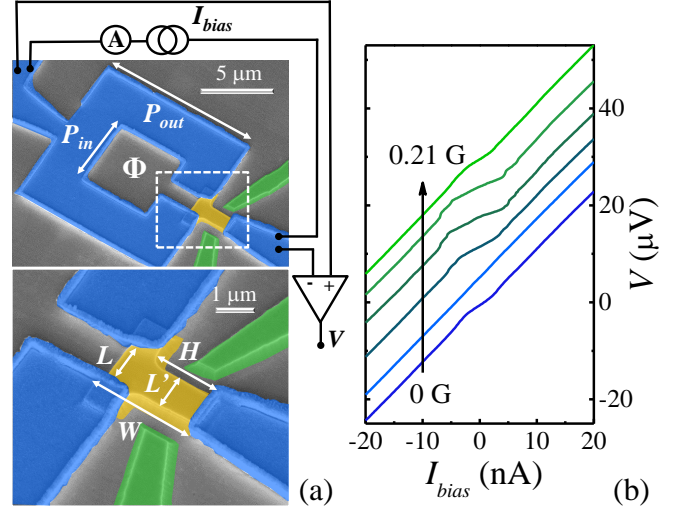 I_bias
A
5 μm
P_out
P_in
Φ
1 μm
- +
V
L
H
L'
W
(a)
0.21 G
0 G
40
20
0
-20
V (μV)
-20 -10 0 10 20
I_bias (nA)
(b)